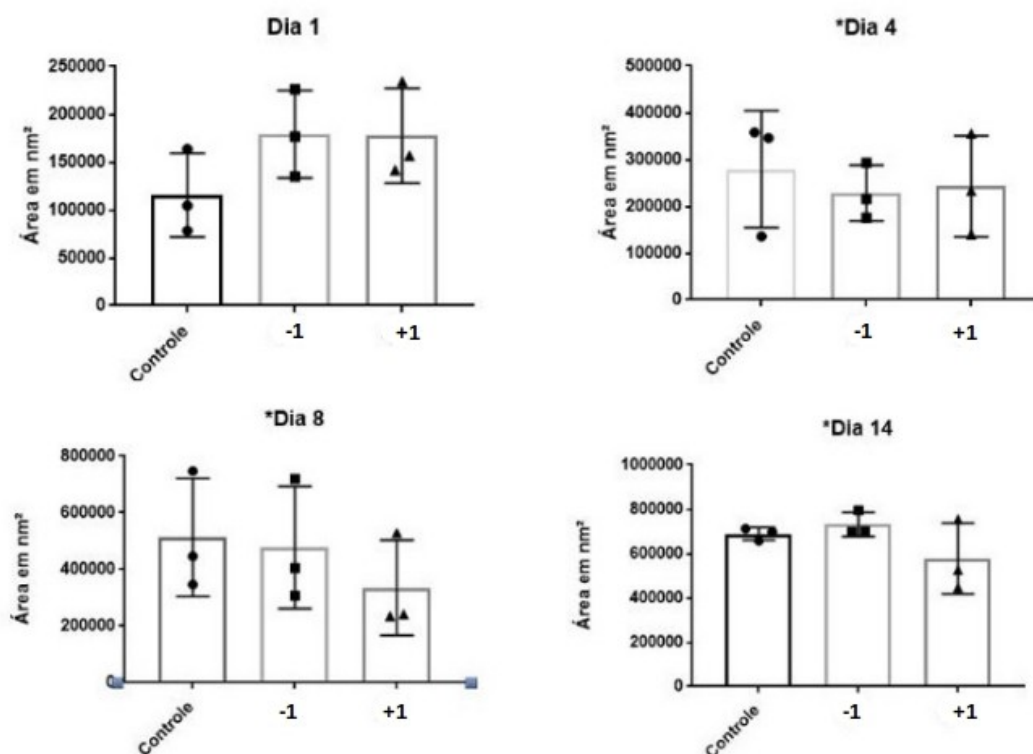 Dia 1
Área em nm²
250000
200000
150000
100000
50000
0
Controle
-1
+1
*Dia 4
Área em nm²
500000
400000
300000
200000
100000
0
Controle
-1
+1
*Dia 8
Área em nm²
800000
600000
400000
200000
0
Controle
-1
+1
*Dia 14
Área em nm²
1000000
800000
600000
400000
200000
0
Controle
-1
+1